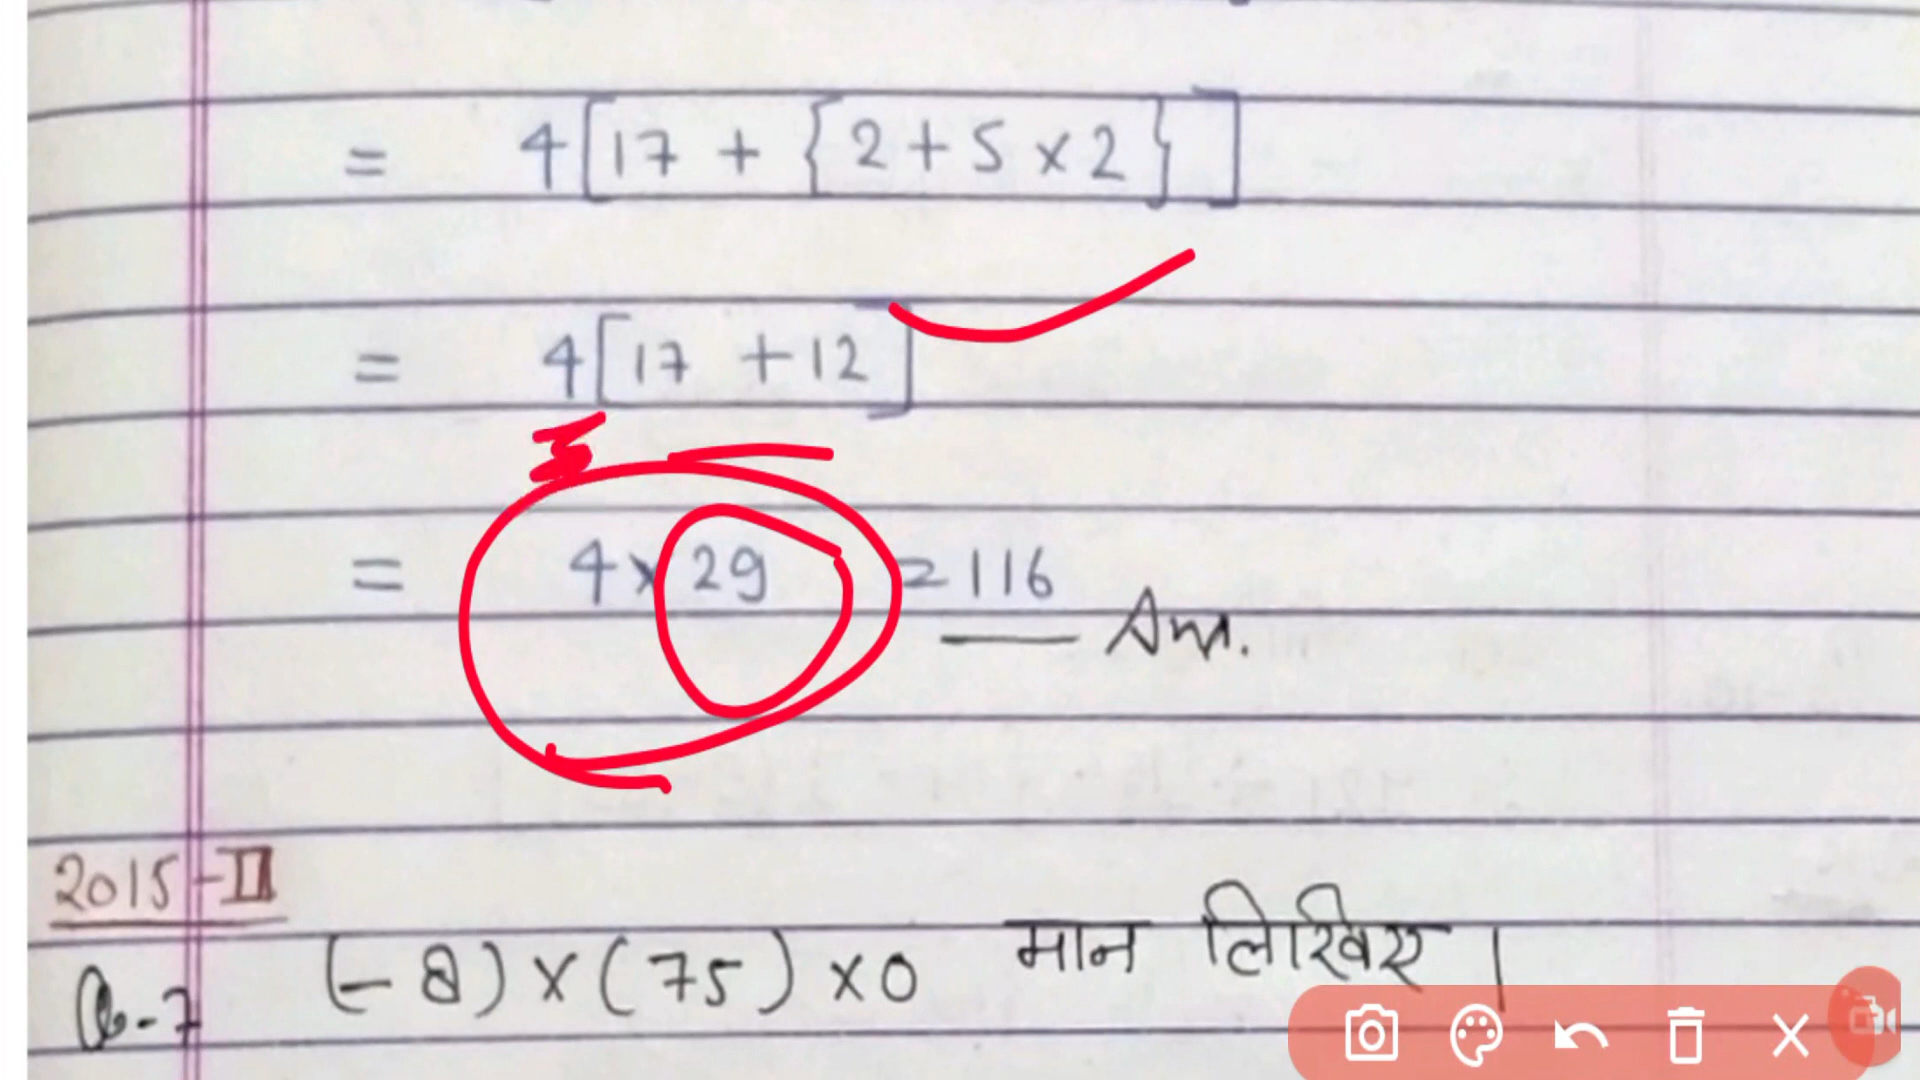 = 4[17 + {2 + 5 × 2}]
= 4[17 + 12]
= 4 × 29 = 116 Ans.
2015-II
Q-7 (-8) × (75) × 0 मान लिखिए।